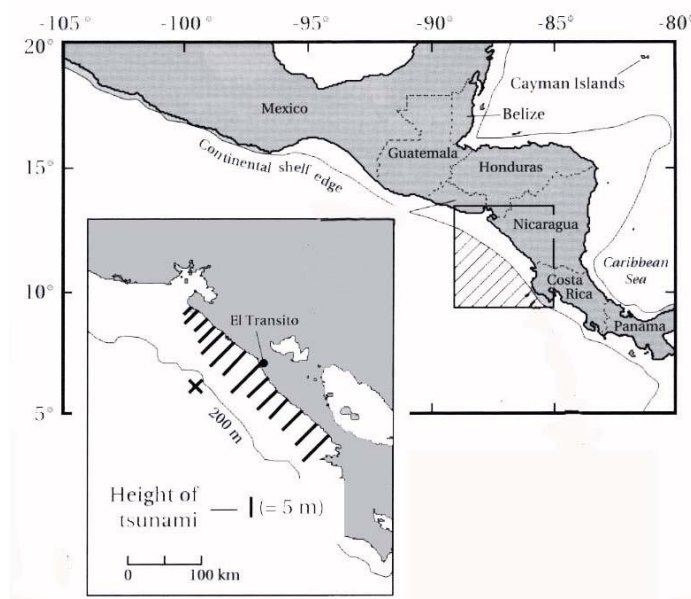 -105° -100° -95° -90° -85° -80°
20°
Cayman Islands
Mexico
Belize
Guatemala
Continental shelf edge
Honduras
15°
Nicaragua
Caribbean
Sea
Costa
Rica
10°
Panama
El Transito
5°
200 m
Height of
tsunami
(= 5 m)
0 100 km